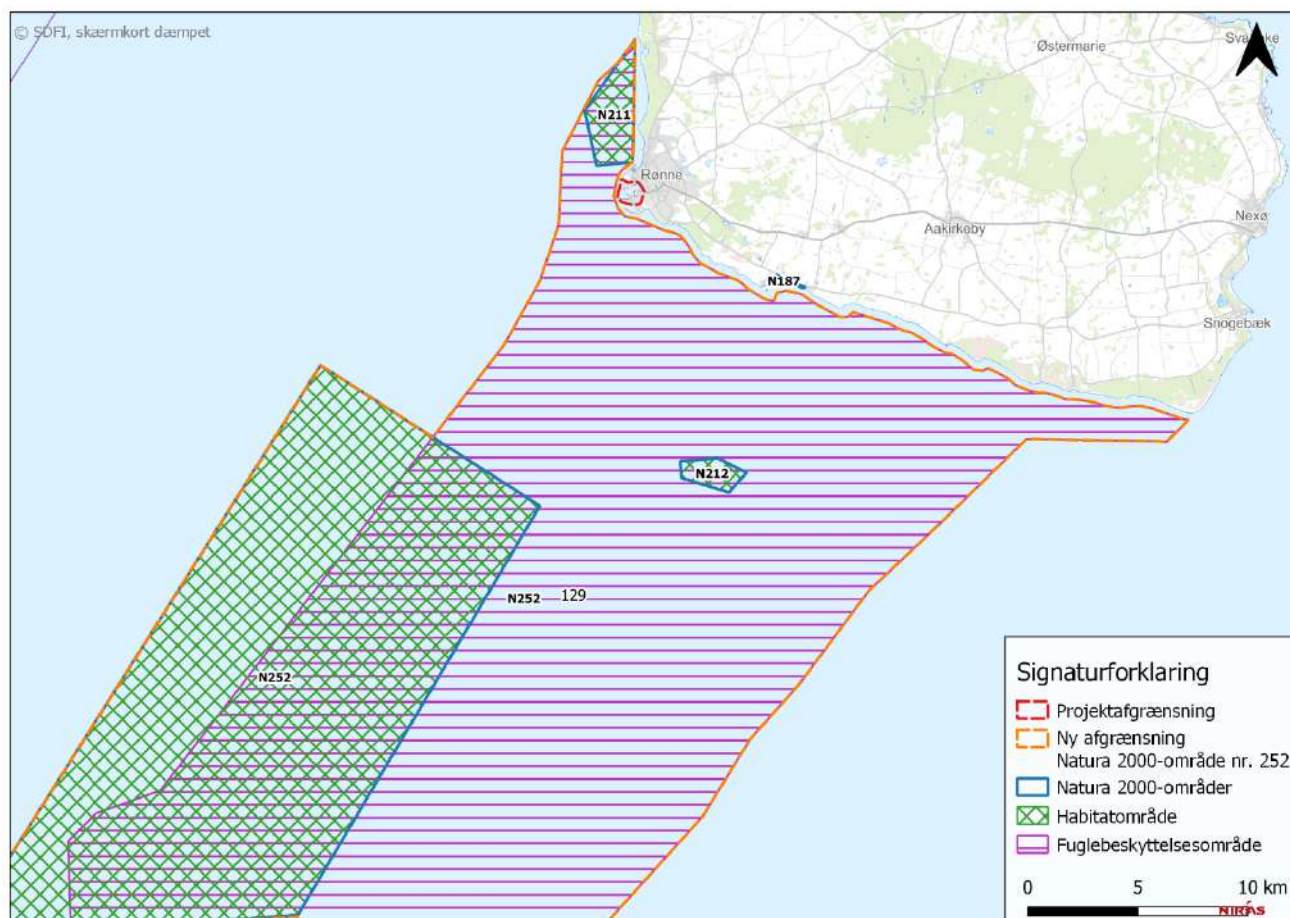 © SDFI, skærmkort dæmpet
Østermarie
Svaneke
N211
Rønne
Nexø
Aakirkeby
N187
Snogebæk
N212
N252 129
N252
Signaturforklaring
Projektafgrænsning
Ny afgrænsning
Natura 2000-område nr. 252
Natura 2000-områder
Habitatområde
Fuglebeskyttelsesområde
0 5 10 km
NIRÁS